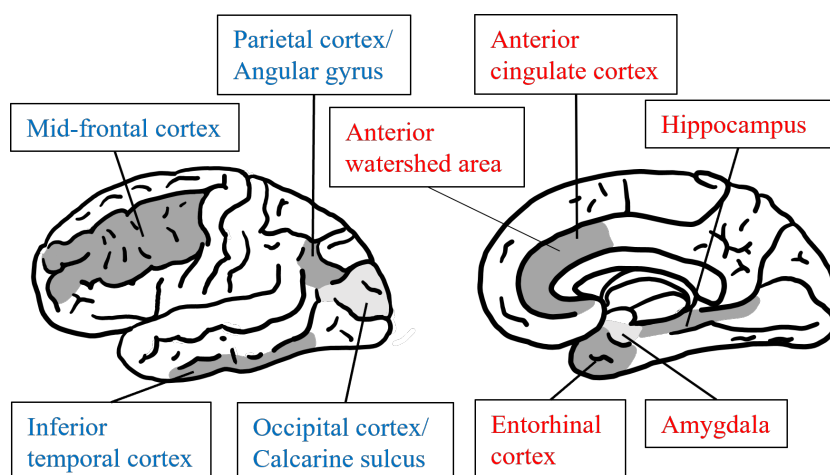 Parietal cortex/
Angular gyrus
Anterior
cingulate cortex
Mid-frontal cortex
Anterior
watershed area
Hippocampus
Inferior
temporal cortex
Occipital cortex/
Calcarine sulcus
Entorhinal
cortex
Amygdala